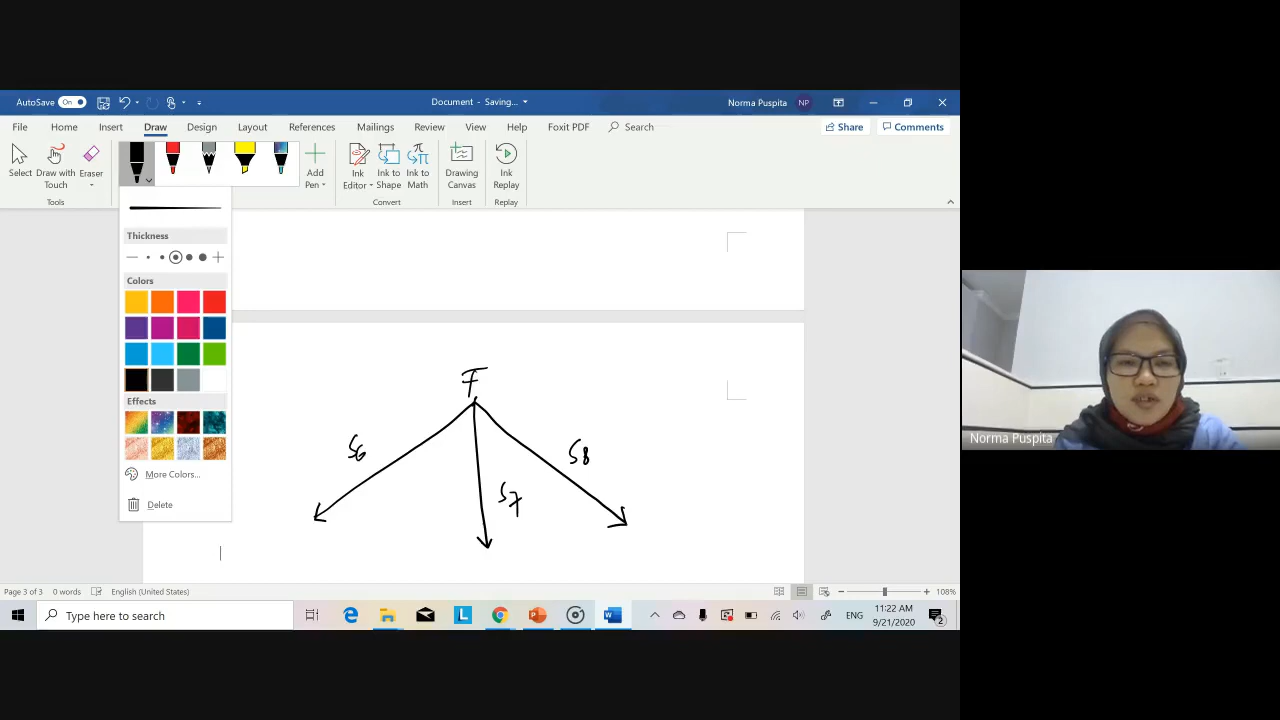 AutoSave On Document - Saving... Norma Puspita NP
File Home Insert Draw Design Layout References Mailings Review View Help Foxit PDF Search Share Comments
Select Draw with Touch Eraser Add Pen Ink Editor Ink to Shape Ink to Math Drawing Canvas Ink Replay
Tools Convert Insert Replay
Thickness
Colors
Effects
More Colors...
Delete
F
S6
S8
S7
Page 3 of 3 0 words English (United States) 108%
Type here to search ENG 11:22 AM 9/21/2020 2
Norma Puspita